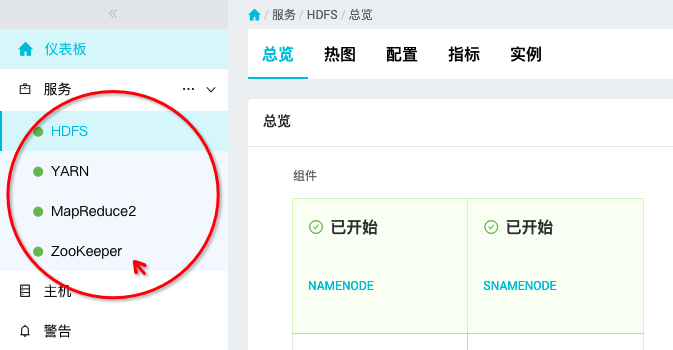 «
仪表板
服务 ···
HDFS
YARN
MapReduce2
ZooKeeper
主机
警告
/ 服务 / HDFS / 总览
总览 热图 配置 指标 实例
总览
组件
已开始 已开始
NAMENODE SNAMENODE